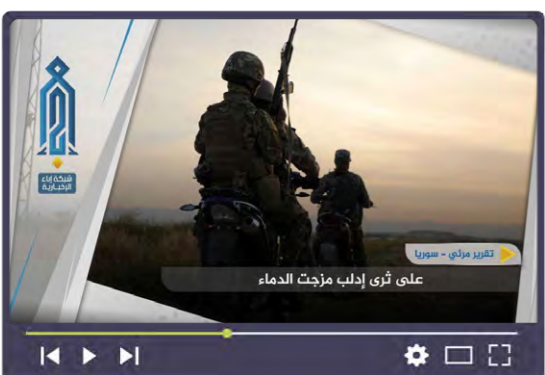 شبكة إباء
الإخبارية
تقرير مرئي - سوريا
على ثرى إدلب مزجت الدماء